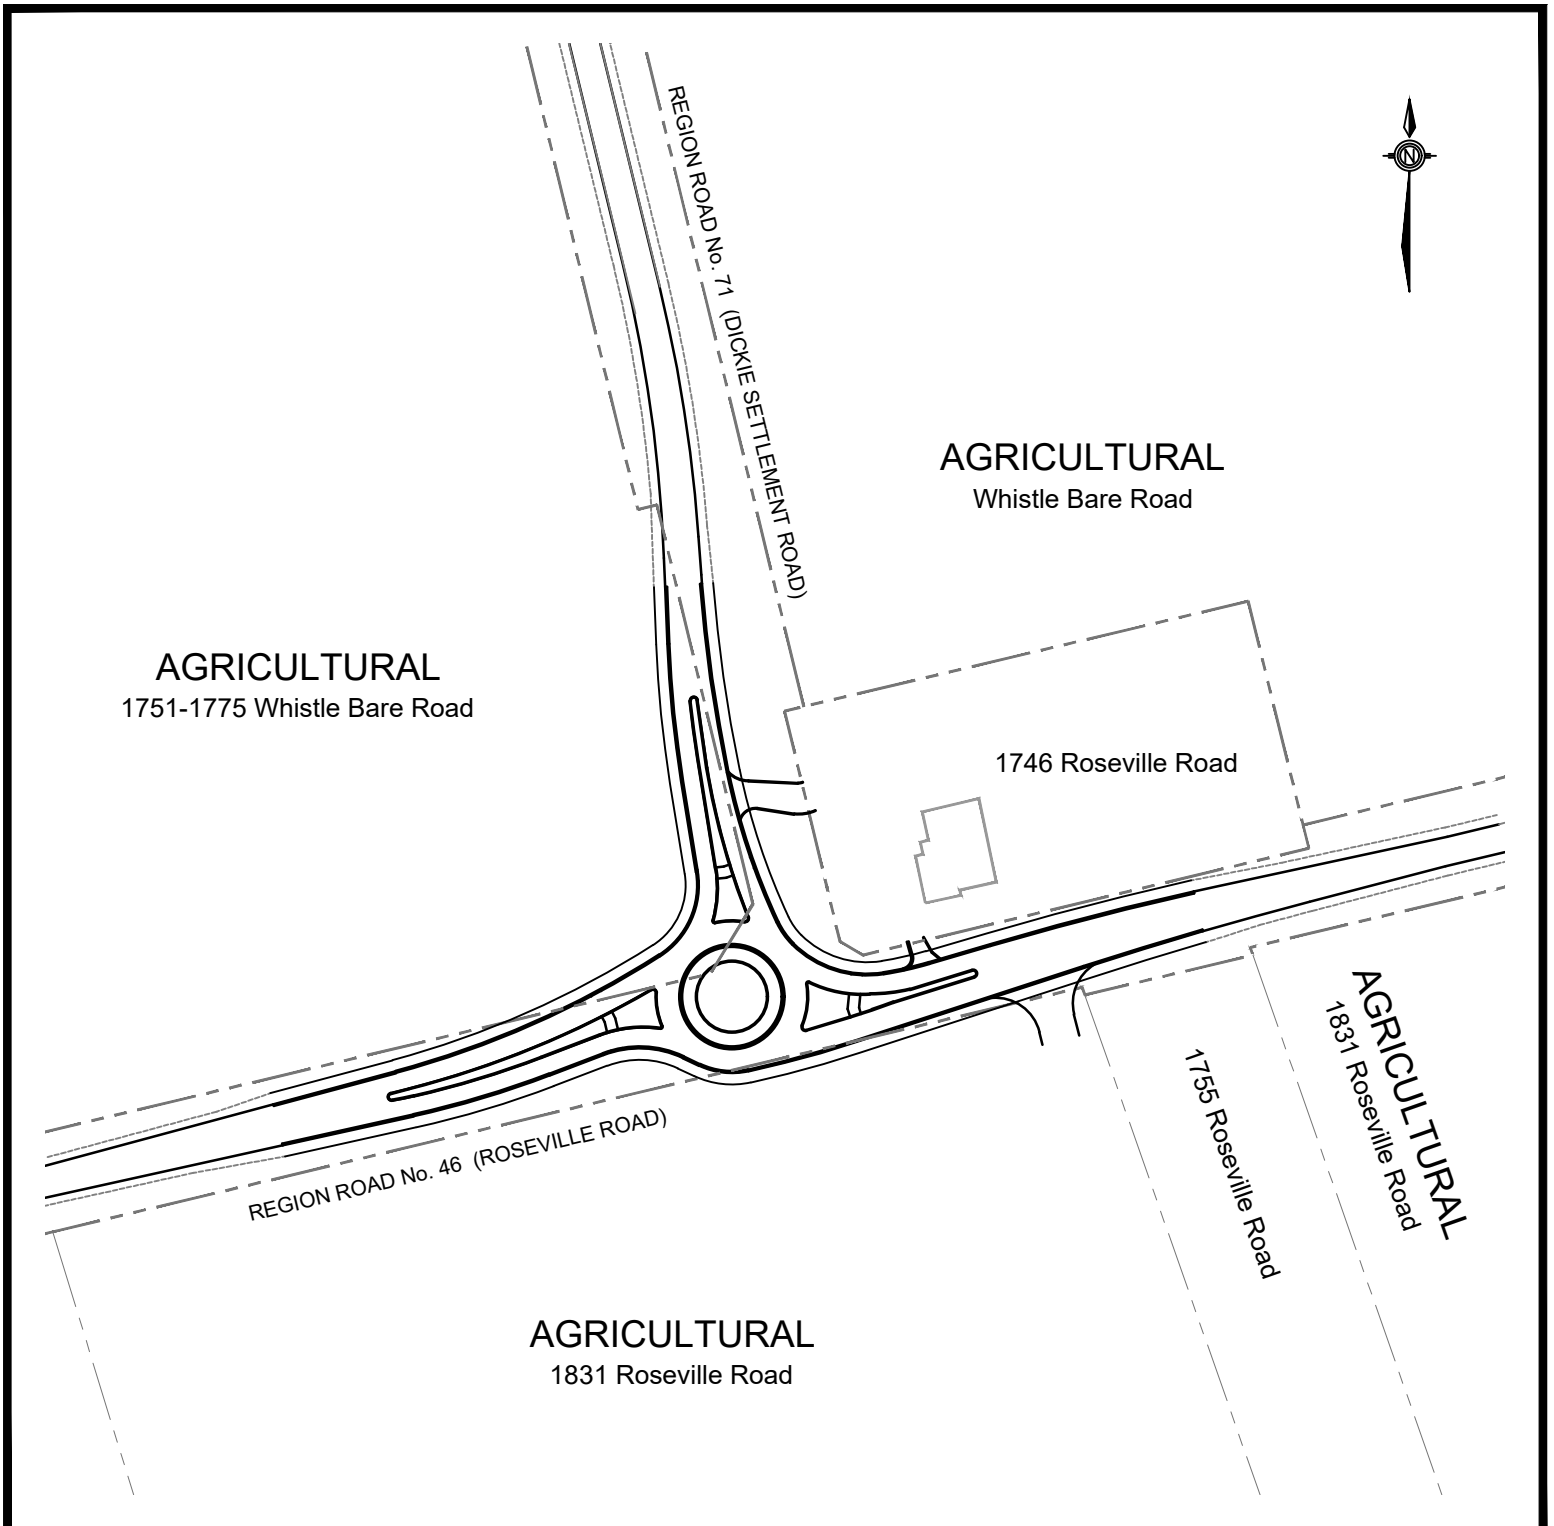 REGION ROAD No. 71 (DICKIE SETTLEMENT ROAD)
N
AGRICULTURAL
Whistle Bare Road
AGRICULTURAL
1751-1775 Whistle Bare Road
1746 Roseville Road
AGRICULTURAL
1831 Roseville Road
1755 Roseville Road
REGION ROAD No. 46 (ROSEVILLE ROAD)
AGRICULTURAL
1831 Roseville Road